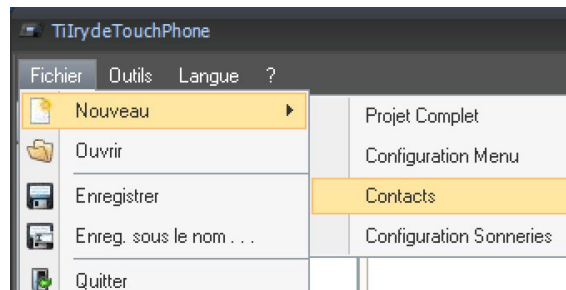 TiIrydeTouchPhone
Fichier Outils Langue ?
Nouveau
Ouvrir
Enregistrer
Enreg. sous le nom . . .
Quitter
Projet Complet
Configuration Menu
Contacts
Configuration Sonneries